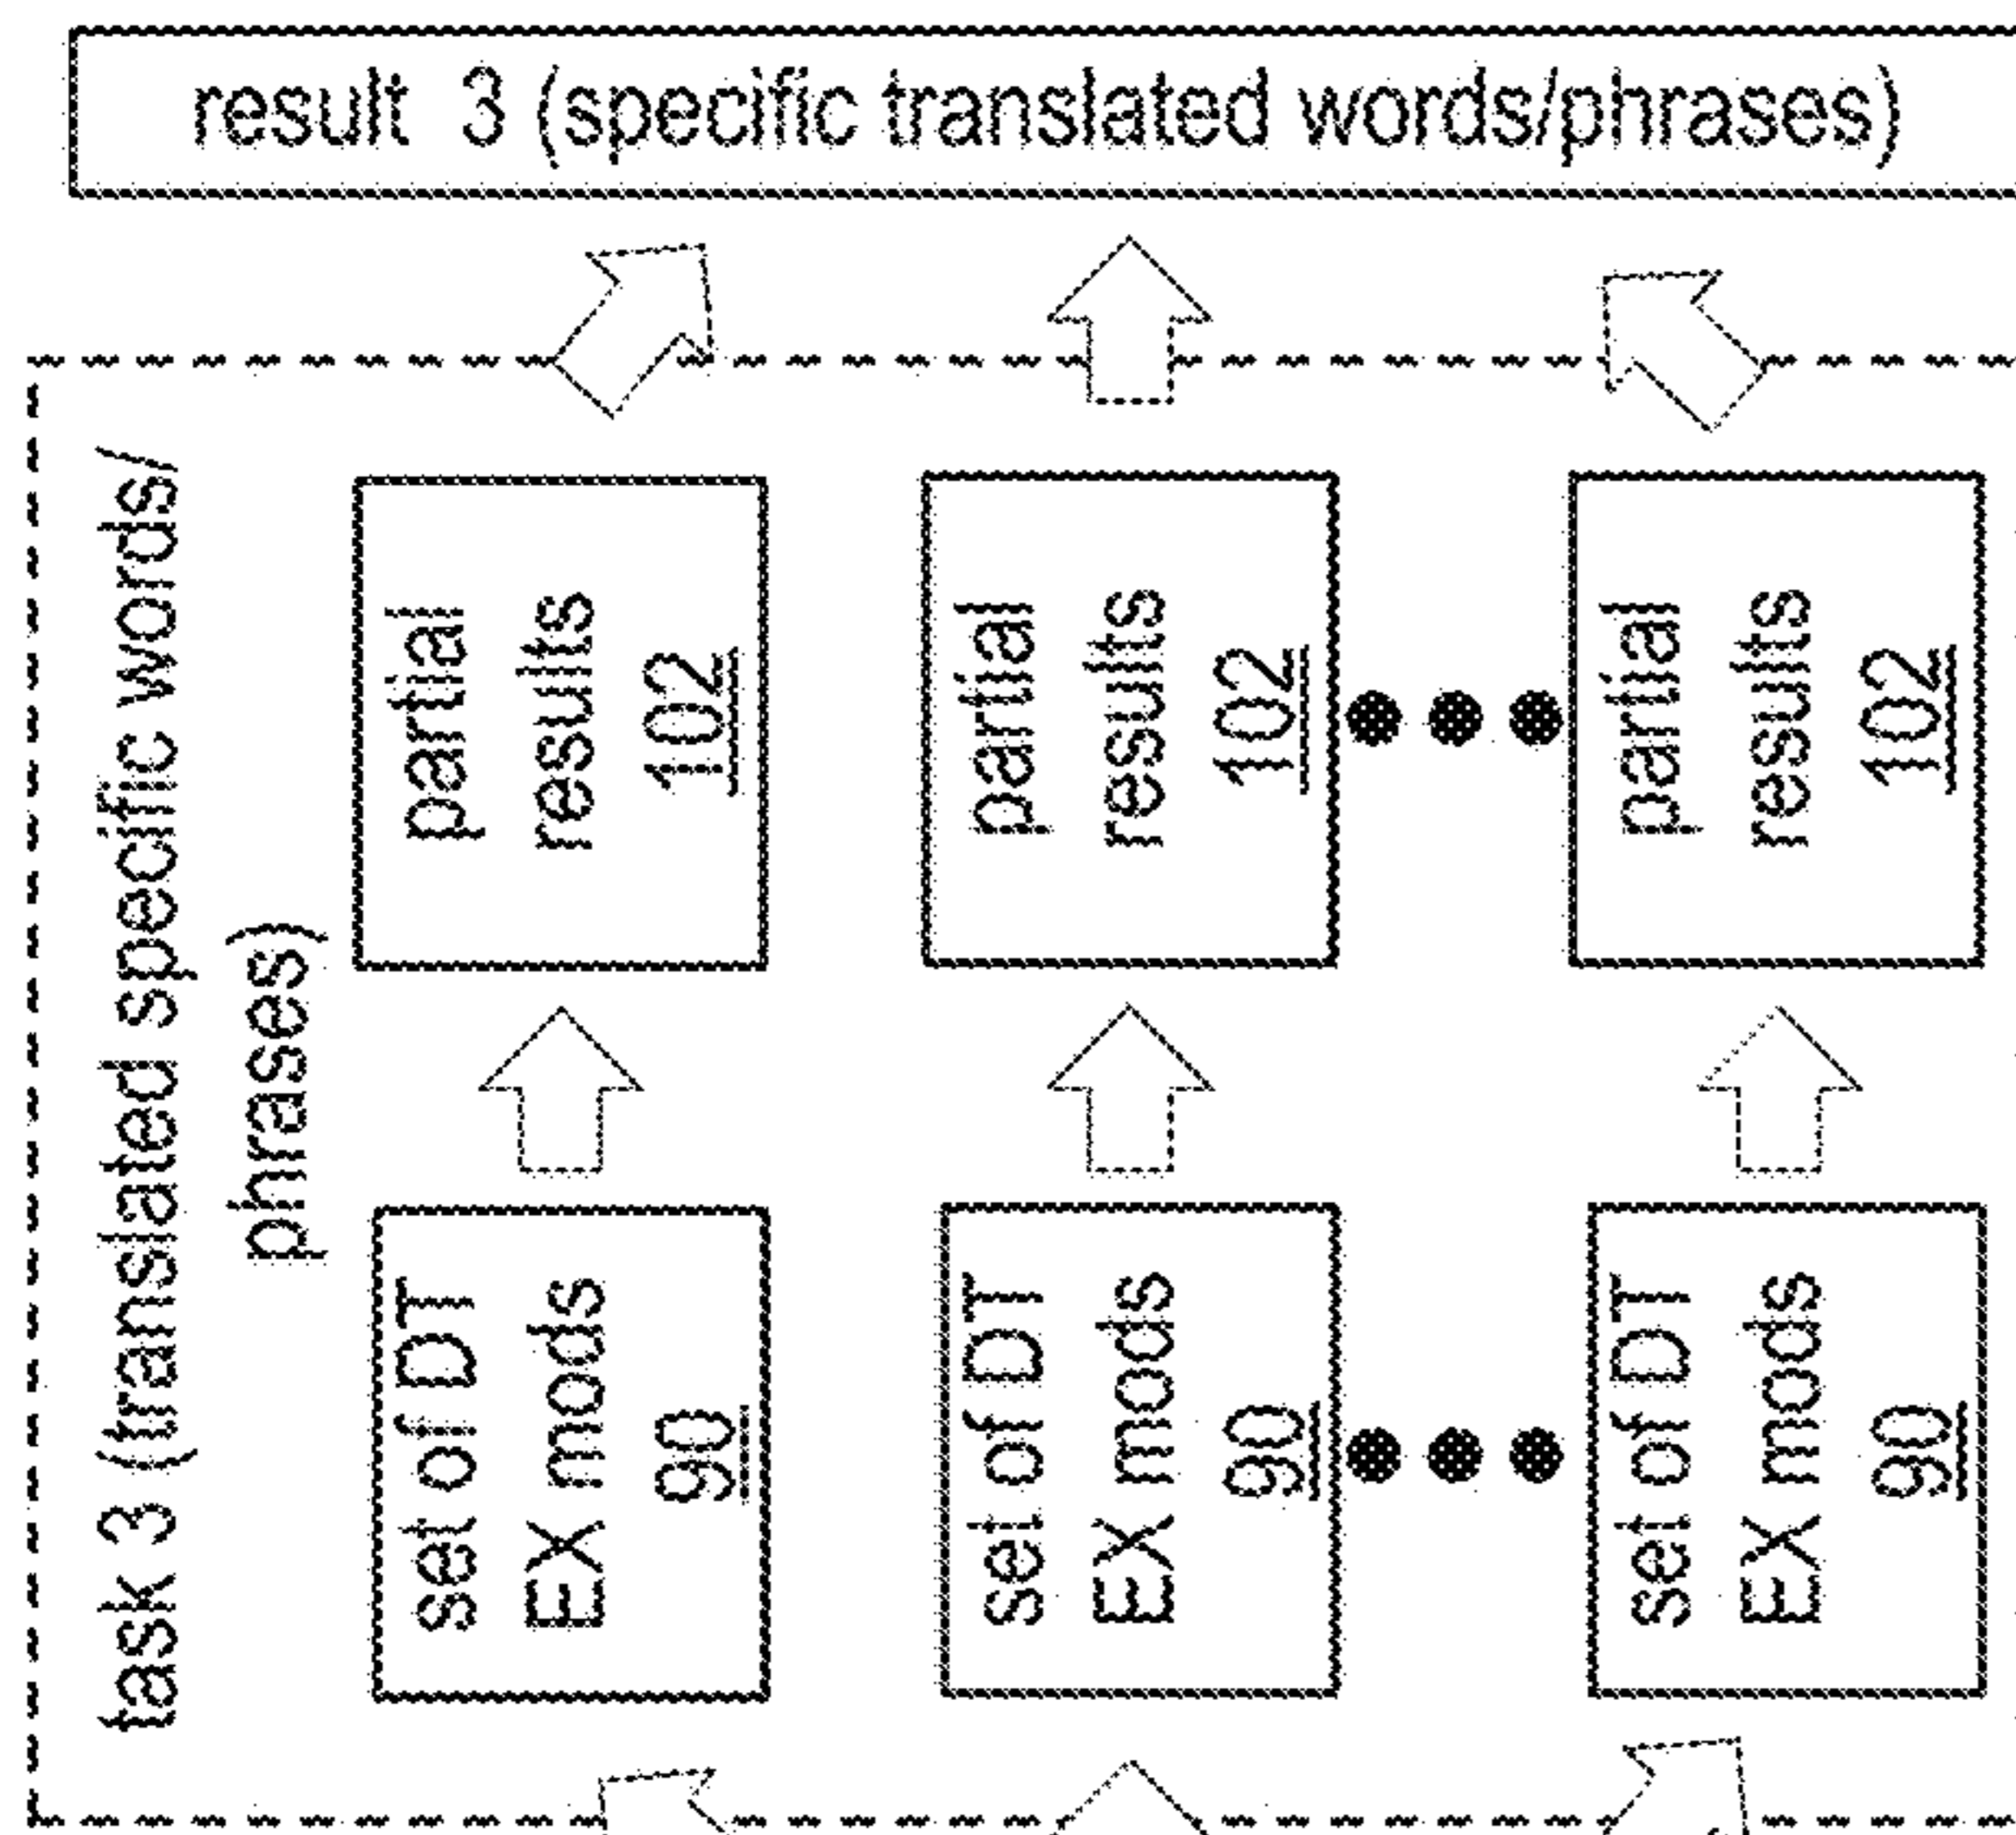 result 3 (specific translated words/phrases)
task 3 (translated specific words/
phrases)
partial
results
102
partial
results
102
partial
results
102
set of DT
EX mods
90
set of DT
EX mods
90
set of DT
EX mods
90